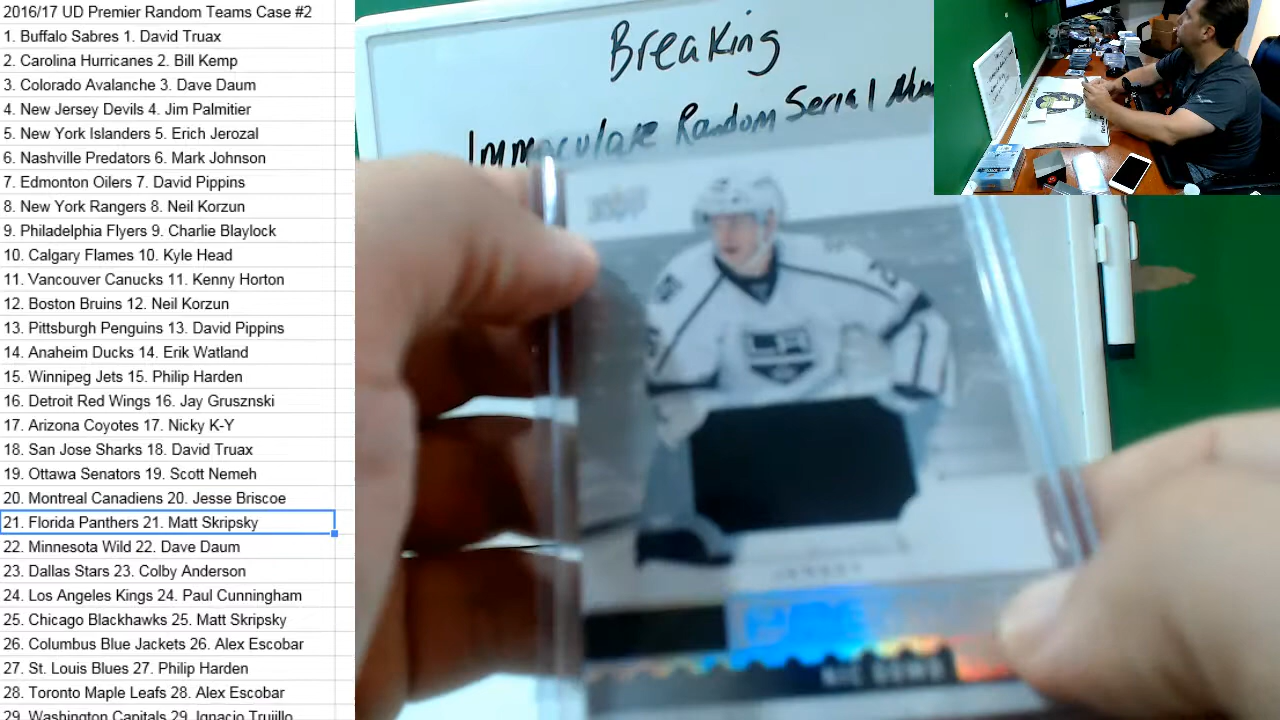 2016/17 UD Premier Random Teams Case #2
1. Buffalo Sabres 1. David Truax
2. Carolina Hurricanes 2. Bill Kemp
3. Colorado Avalanche 3. Dave Daum
4. New Jersey Devils 4. Jim Palmitier
5. New York Islanders 5. Erich Jerozal
6. Nashville Predators 6. Mark Johnson
7. Edmonton Oilers 7. David Pippins
8. New York Rangers 8. Neil Korzun
9. Philadelphia Flyers 9. Charlie Blaylock
10. Calgary Flames 10. Kyle Head
11. Vancouver Canucks 11. Kenny Horton
12. Boston Bruins 12. Neil Korzun
13. Pittsburgh Penguins 13. David Pippins
14. Anaheim Ducks 14. Erik Watland
15. Winnipeg Jets 15. Philip Harden
16. Detroit Red Wings 16. Jay Grusznski
17. Arizona Coyotes 17. Nicky K-Y
18. San Jose Sharks 18. David Truax
19. Ottawa Senators 19. Scott Nemeh
20. Montreal Canadiens 20. Jesse Briscoe
21. Florida Panthers 21. Matt Skripsky
22. Minnesota Wild 22. Dave Daum
23. Dallas Stars 23. Colby Anderson
24. Los Angeles Kings 24. Paul Cunningham
25. Chicago Blackhawks 25. Matt Skripsky
26. Columbus Blue Jackets 26. Alex Escobar
27. St. Louis Blues 27. Philip Harden
28. Toronto Maple Leafs 28. Alex Escobar
29. Washington Capitals 29. Ignacio Trujillo
Breaking
Immaculate Random Serial
JERSEY
NIC DOWD